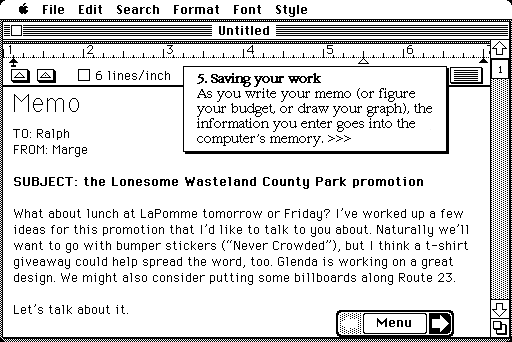 File Edit Search Format Font Style
Untitled
1 2 3 4 5 6 7
6 lines/inch
1
5. Saving your work
As you write your memo (or figure
your budget, or draw your graph), the
information you enter goes into the
computer's memory. >>>
Memo
TO: Ralph
FROM: Marge
SUBJECT: the Lonesome Wasteland County Park promotion
What about lunch at LaPomme tomorrow or Friday? I've worked up a few
ideas for this promotion that I'd like to talk to you about. Naturally we'll
want to go with bumper stickers (“Never Crowded”), but I think a t-shirt
giveaway could help spread the word, too. Glenda is working on a great
design. We might also consider putting some billboards along Route 23.
Let's talk about it.
Menu